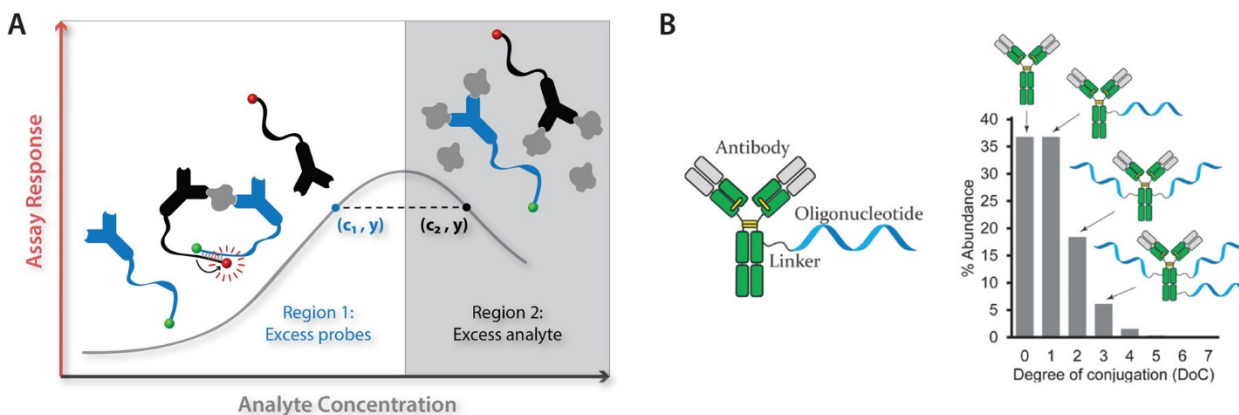 A
Assay Response
(c₁ , y)
(c₂ , y)
Region 1:
Excess probes
Region 2:
Excess analyte
Analyte Concentration
B
Antibody
Oligonucleotide
Linker
% Abundance
40
35
30
25
20
15
10
5
0
0 1 2 3 4 5 6 7
Degree of conjugation (DoC)